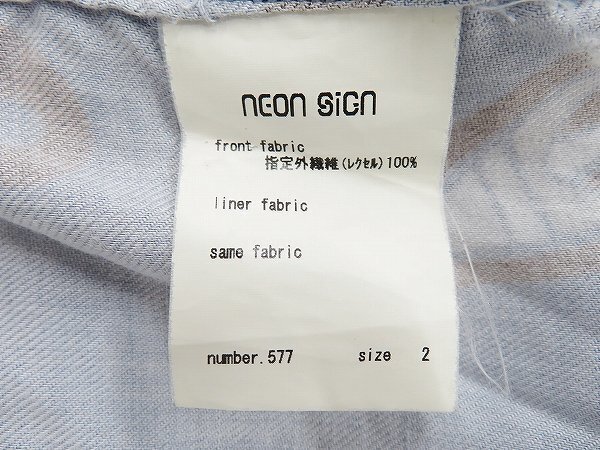 neon sign
front fabric
指定外繊維(レクセル)100%
liner fabric
same fabric
number.577 size 2